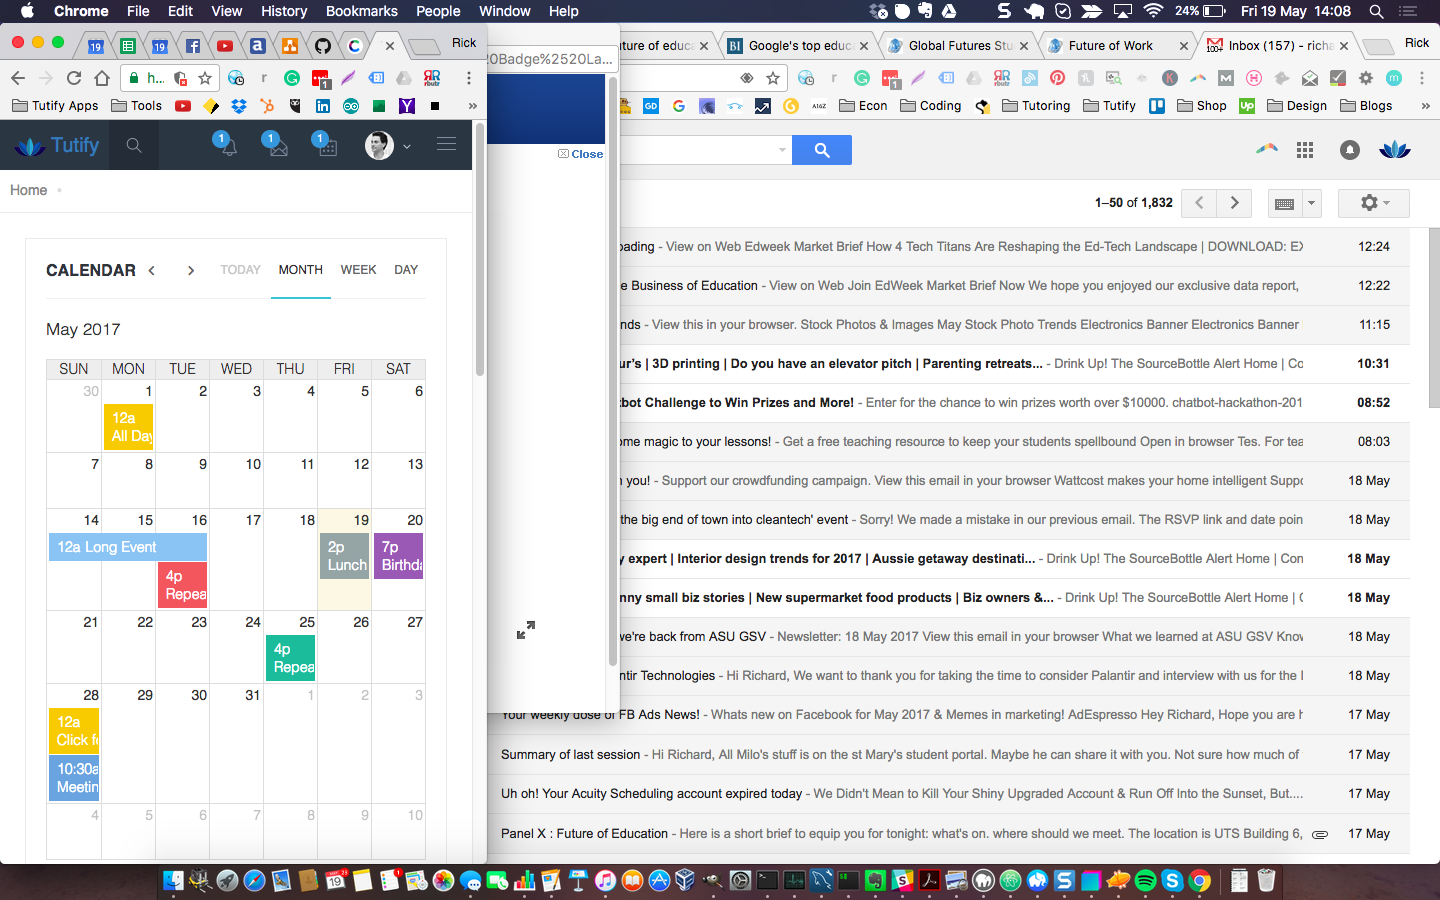 Chrome File Edit View History Bookmarks People Window Help 24% Fri 19 May 14:08
Rick
uture of educa Google's top educ Global Futures Stu Future of Work Inbox (157) - richa Rick
h...
20Badge%2520La...
Tutify Apps Tools
Econ Coding Tutoring Tutify Shop Design Blogs
Tutify 1 1 1
Close
Home
1–50 of 1,832
CALENDAR TODAY MONTH WEEK DAY
May 2017
SUN MON TUE WED THU FRI SAT
30 1 2 3 4 5 6
12a
All Day
7 8 9 10 11 12 13
14 15 16 17 18 19 20
12a Long Event
2p
Lunch
7p
Birthda
4p
Repea
21 22 23 24 25 26 27
4p
Repea
28 29 30 31 1 2 3
12a
Click fo
10:30a
Meetin
4 5 6 7 8 9 10
oading - View on Web Edweek Market Brief How 4 Tech Titans Are Reshaping the Ed-Tech Landscape | DOWNLOAD: EX 12:24
e Business of Education - View on Web Join EdWeek Market Brief Now We hope you enjoyed our exclusive data report, 12:22
nds - View this in your browser. Stock Photos & Images May Stock Photo Trends Electronics Banner Electronics Banner 11:15
ur's | 3D printing | Do you have an elevator pitch | Parenting retreats... - Drink Up! The SourceBottle Alert Home | Con 10:31
tbot Challenge to Win Prizes and More! - Enter for the chance to win prizes worth over $10000. chatbot-hackathon-201 08:52
ome magic to your lessons! - Get a free teaching resource to keep your students spellbound Open in browser Tes. For tea 08:03
n you! - Support our crowdfunding campaign. View this email in your browser Wattcost makes your home intelligent Suppo 18 May
the big end of town into cleantech' event - Sorry! We made a mistake in our previous email. The RSVP link and date poin 18 May
y expert | Interior design trends for 2017 | Aussie getaway destinati... - Drink Up! The SourceBottle Alert Home | Con 18 May
nny small biz stories | New supermarket food products | Biz owners &... - Drink Up! The SourceBottle Alert Home | C 18 May
we're back from ASU GSV - Newsletter: 18 May 2017 View this email in your browser What we learned at ASU GSV Know 18 May
ntir Technologies - Hi Richard, We want to thank you for taking the time to consider Palantir and interview with us for the I 18 May
Your weekly dose of FB Ads News! - Whats new on Facebook for May 2017 & Memes in marketing! AdEspresso Hey Richard, Hope you are h 17 May
Summary of last session - Hi Richard, All Milo's stuff is on the st Mary's student portal. Maybe he can share it with you. Not sure how much of 17 May
Uh oh! Your Acuity Scheduling account expired today - We Didn't Mean to Kill Your Shiny Upgraded Account & Run Off Into the Sunset, But.... 17 May
Panel X : Future of Education - Here is a short brief to equip you for tonight: what's on. where should we meet. The location is UTS Building 6, 17 May